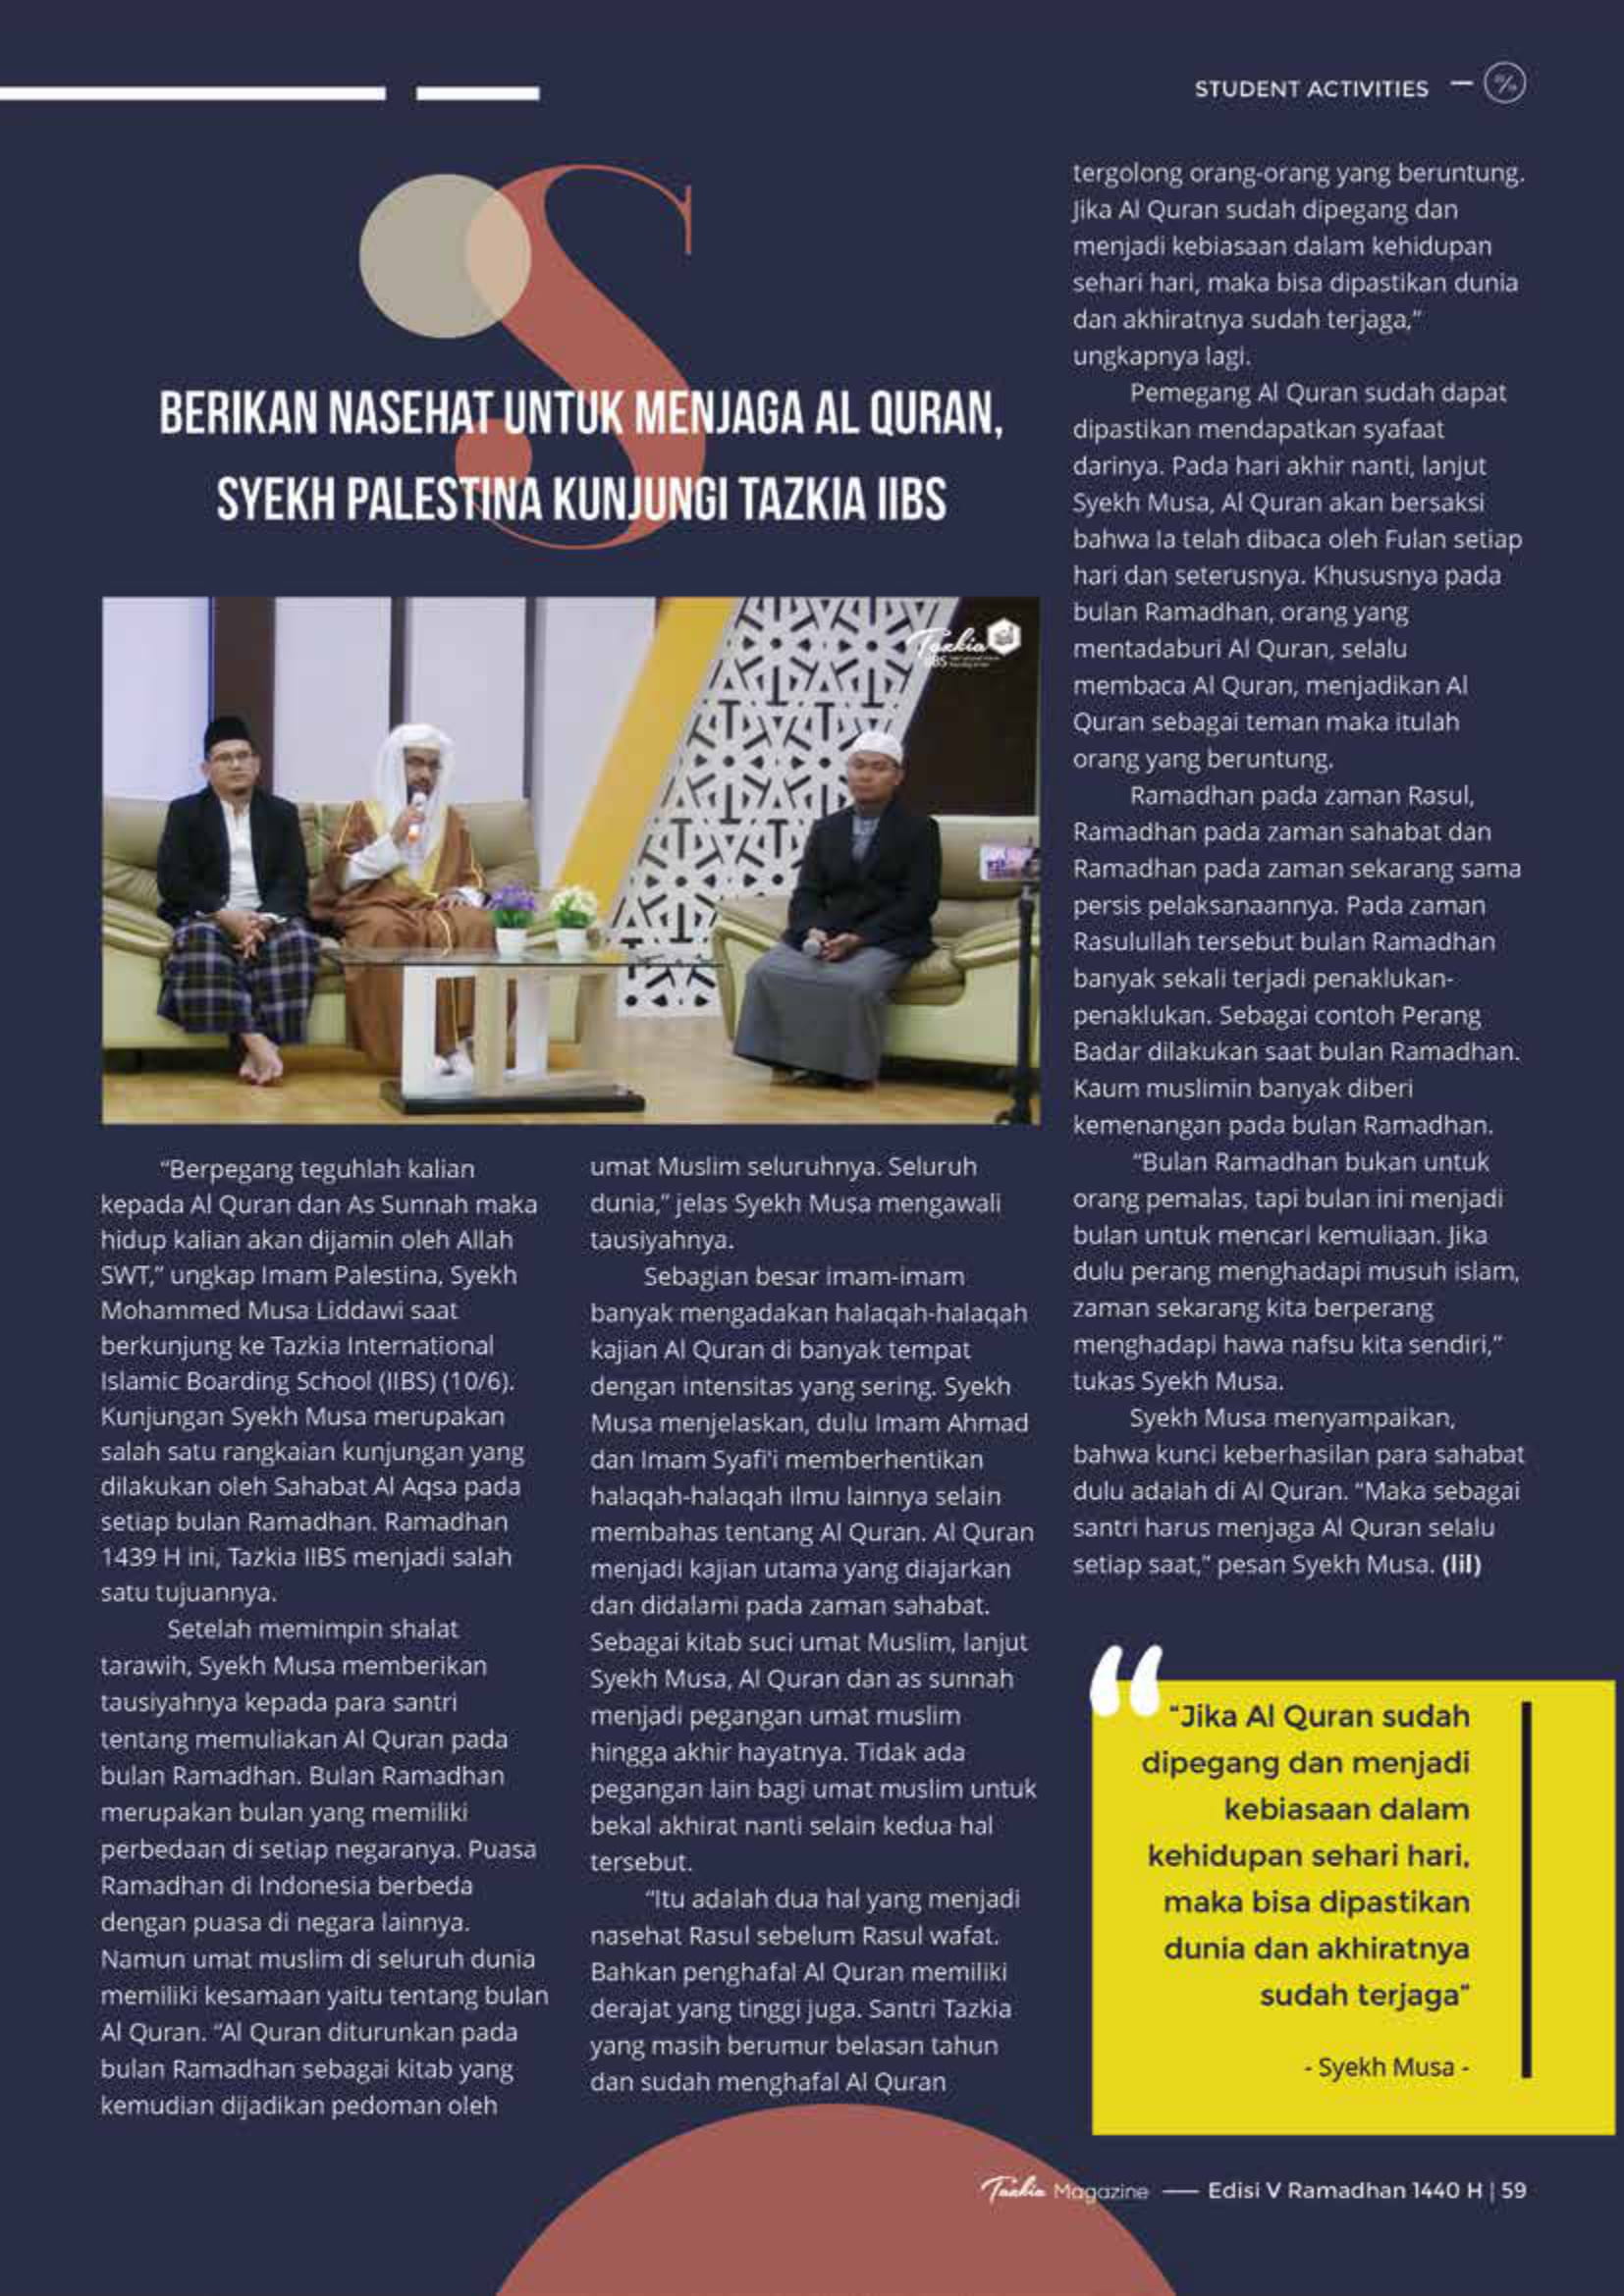 STUDENT ACTIVITIES
BERIKAN NASEHAT UNTUK MENJAGA AL QURAN,
SYEKH PALESTINA KUNJUNGI TAZKIA IIBS
Tazkia
IIBS
“Berpegang teguhlah kalian
kepada Al Quran dan As Sunnah maka
hidup kalian akan dijamin oleh Allah
SWT,” ungkap Imam Palestina, Syekh
Mohammed Musa Liddawi saat
berkunjung ke Tazkia International
Islamic Boarding School (IIBS) (10/6).
Kunjungan Syekh Musa merupakan
salah satu rangkaian kunjungan yang
dilakukan oleh Sahabat Al Aqsa pada
setiap bulan Ramadhan. Ramadhan
1439 H ini, Tazkia IIBS menjadi salah
satu tujuannya.
Setelah memimpin shalat
tarawih, Syekh Musa memberikan
tausiyahnya kepada para santri
tentang memuliakan Al Quran pada
bulan Ramadhan. Bulan Ramadhan
merupakan bulan yang memiliki
perbedaan di setiap negaranya. Puasa
Ramadhan di Indonesia berbeda
dengan puasa di negara lainnya.
Namun umat muslim di seluruh dunia
memiliki kesamaan yaitu tentang bulan
Al Quran. “Al Quran diturunkan pada
bulan Ramadhan sebagai kitab yang
kemudian dijadikan pedoman oleh
umat Muslim seluruhnya. Seluruh
dunia,” jelas Syekh Musa mengawali
tausiyahnya.
Sebagian besar imam-imam
banyak mengadakan halaqah-halaqah
kajian Al Quran di banyak tempat
dengan intensitas yang sering. Syekh
Musa menjelaskan, dulu Imam Ahmad
dan Imam Syafi'i memberhentikan
halaqah-halaqah ilmu lainnya selain
membahas tentang Al Quran. Al Quran
menjadi kajian utama yang diajarkan
dan didalami pada zaman sahabat.
Sebagai kitab suci umat Muslim, lanjut
Syekh Musa, Al Quran dan as sunnah
menjadi pegangan umat muslim
hingga akhir hayatnya. Tidak ada
pegangan lain bagi umat muslim untuk
bekal akhirat nanti selain kedua hal
tersebut.
“Itu adalah dua hal yang menjadi
nasehat Rasul sebelum Rasul wafat.
Bahkan penghafal Al Quran memiliki
derajat yang tinggi juga. Santri Tazkia
yang masih berumur belasan tahun
dan sudah menghafal Al Quran
tergolong orang-orang yang beruntung.
Jika Al Quran sudah dipegang dan
menjadi kebiasaan dalam kehidupan
sehari hari, maka bisa dipastikan dunia
dan akhiratnya sudah terjaga,”
ungkapnya lagi.
Pemegang Al Quran sudah dapat
dipastikan mendapatkan syafaat
darinya. Pada hari akhir nanti, lanjut
Syekh Musa, Al Quran akan bersaksi
bahwa Ia telah dibaca oleh Fulan setiap
hari dan seterusnya. Khususnya pada
bulan Ramadhan, orang yang
mentadaburi Al Quran, selalu
membaca Al Quran, menjadikan Al
Quran sebagai teman maka itulah
orang yang beruntung.
Ramadhan pada zaman Rasul,
Ramadhan pada zaman sahabat dan
Ramadhan pada zaman sekarang sama
persis pelaksanaannya. Pada zaman
Rasulullah tersebut bulan Ramadhan
banyak sekali terjadi penaklukan-
penaklukan. Sebagai contoh Perang
Badar dilakukan saat bulan Ramadhan.
Kaum muslimin banyak diberi
kemenangan pada bulan Ramadhan.
“Bulan Ramadhan bukan untuk
orang pemalas, tapi bulan ini menjadi
bulan untuk mencari kemuliaan. Jika
dulu perang menghadapi musuh islam,
zaman sekarang kita berperang
menghadapi hawa nafsu kita sendiri,”
tukas Syekh Musa.
Syekh Musa menyampaikan,
bahwa kunci keberhasilan para sahabat
dulu adalah di Al Quran. “Maka sebagai
santri harus menjaga Al Quran selalu
setiap saat,” pesan Syekh Musa. (lil)
“
"Jika Al Quran sudah
dipegang dan menjadi
kebiasaan dalam
kehidupan sehari hari,
maka bisa dipastikan
dunia dan akhiratnya
sudah terjaga"
- Syekh Musa -
Tazkia Magazine — Edisi V Ramadhan 1440 H | 59